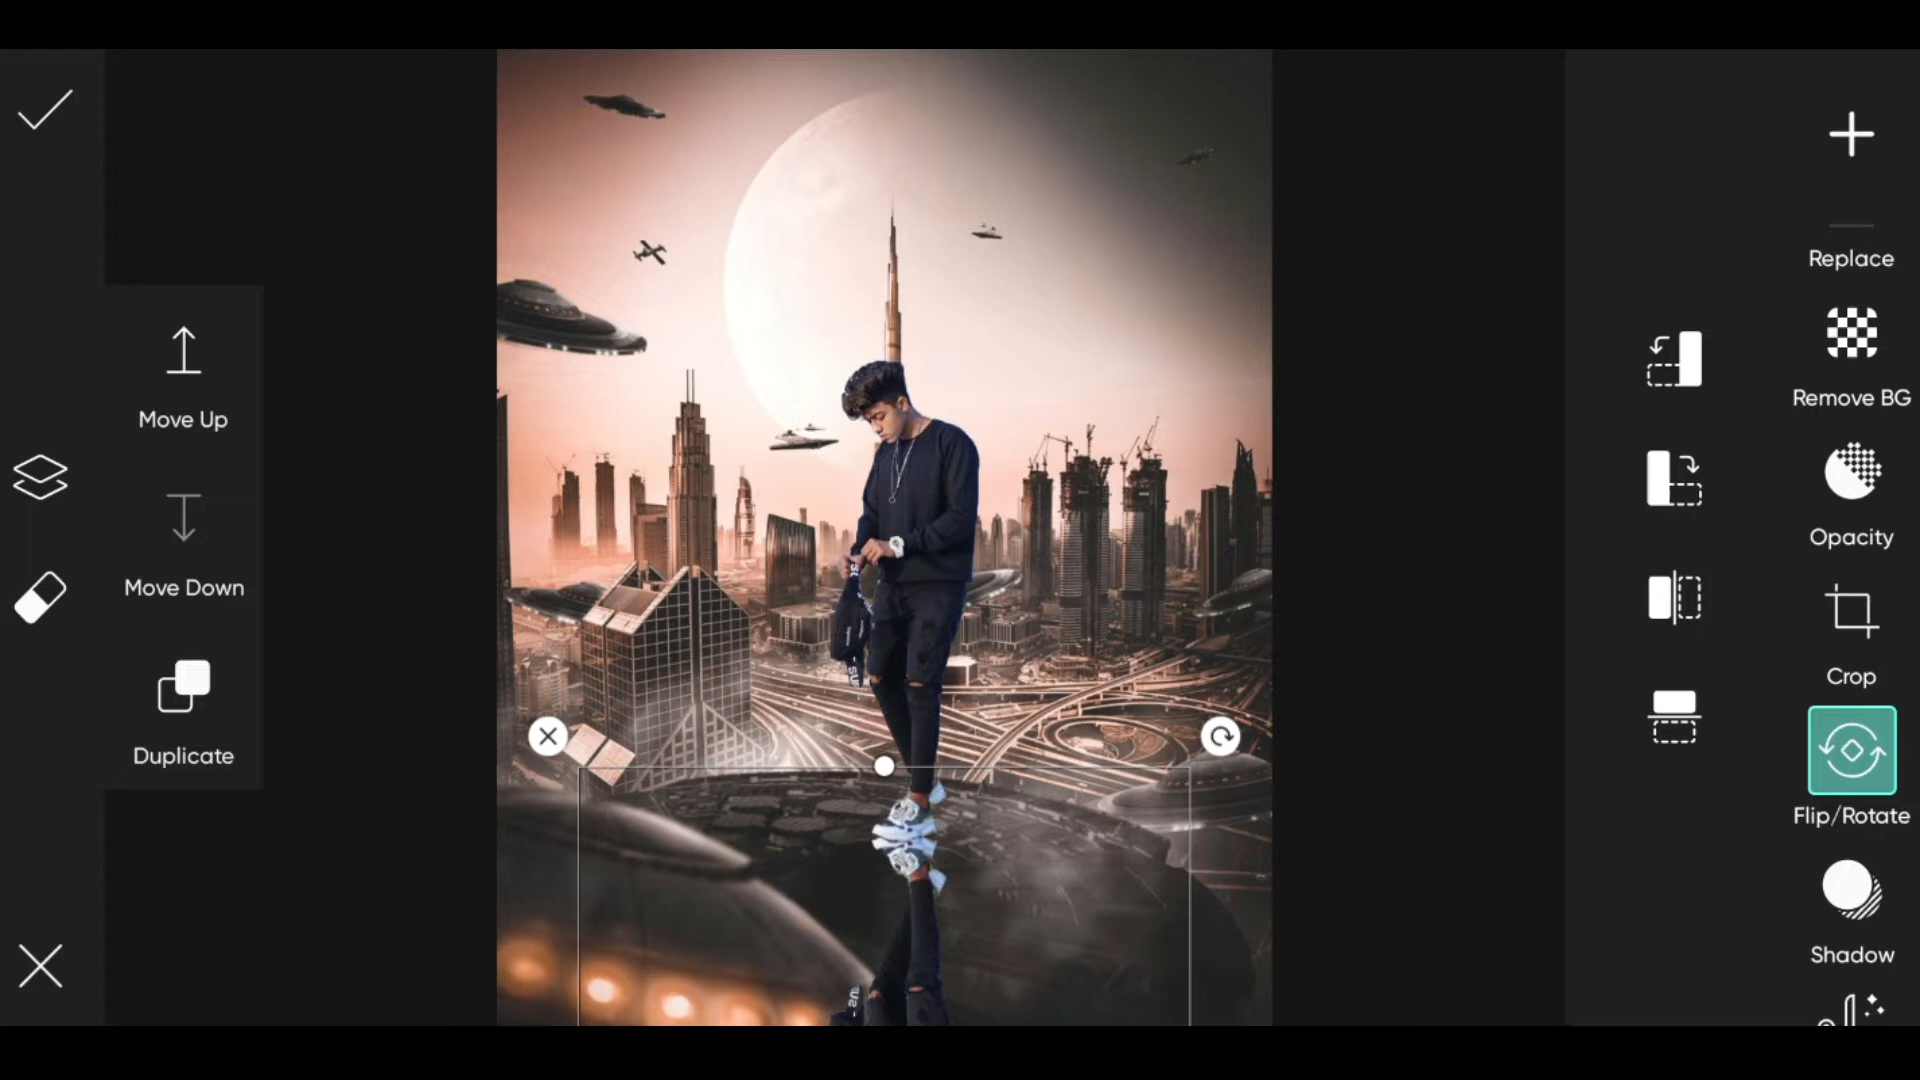 Move Up
Move Down
Duplicate
Replace
Remove BG
Opacity
Crop
Flip/Rotate
Shadow